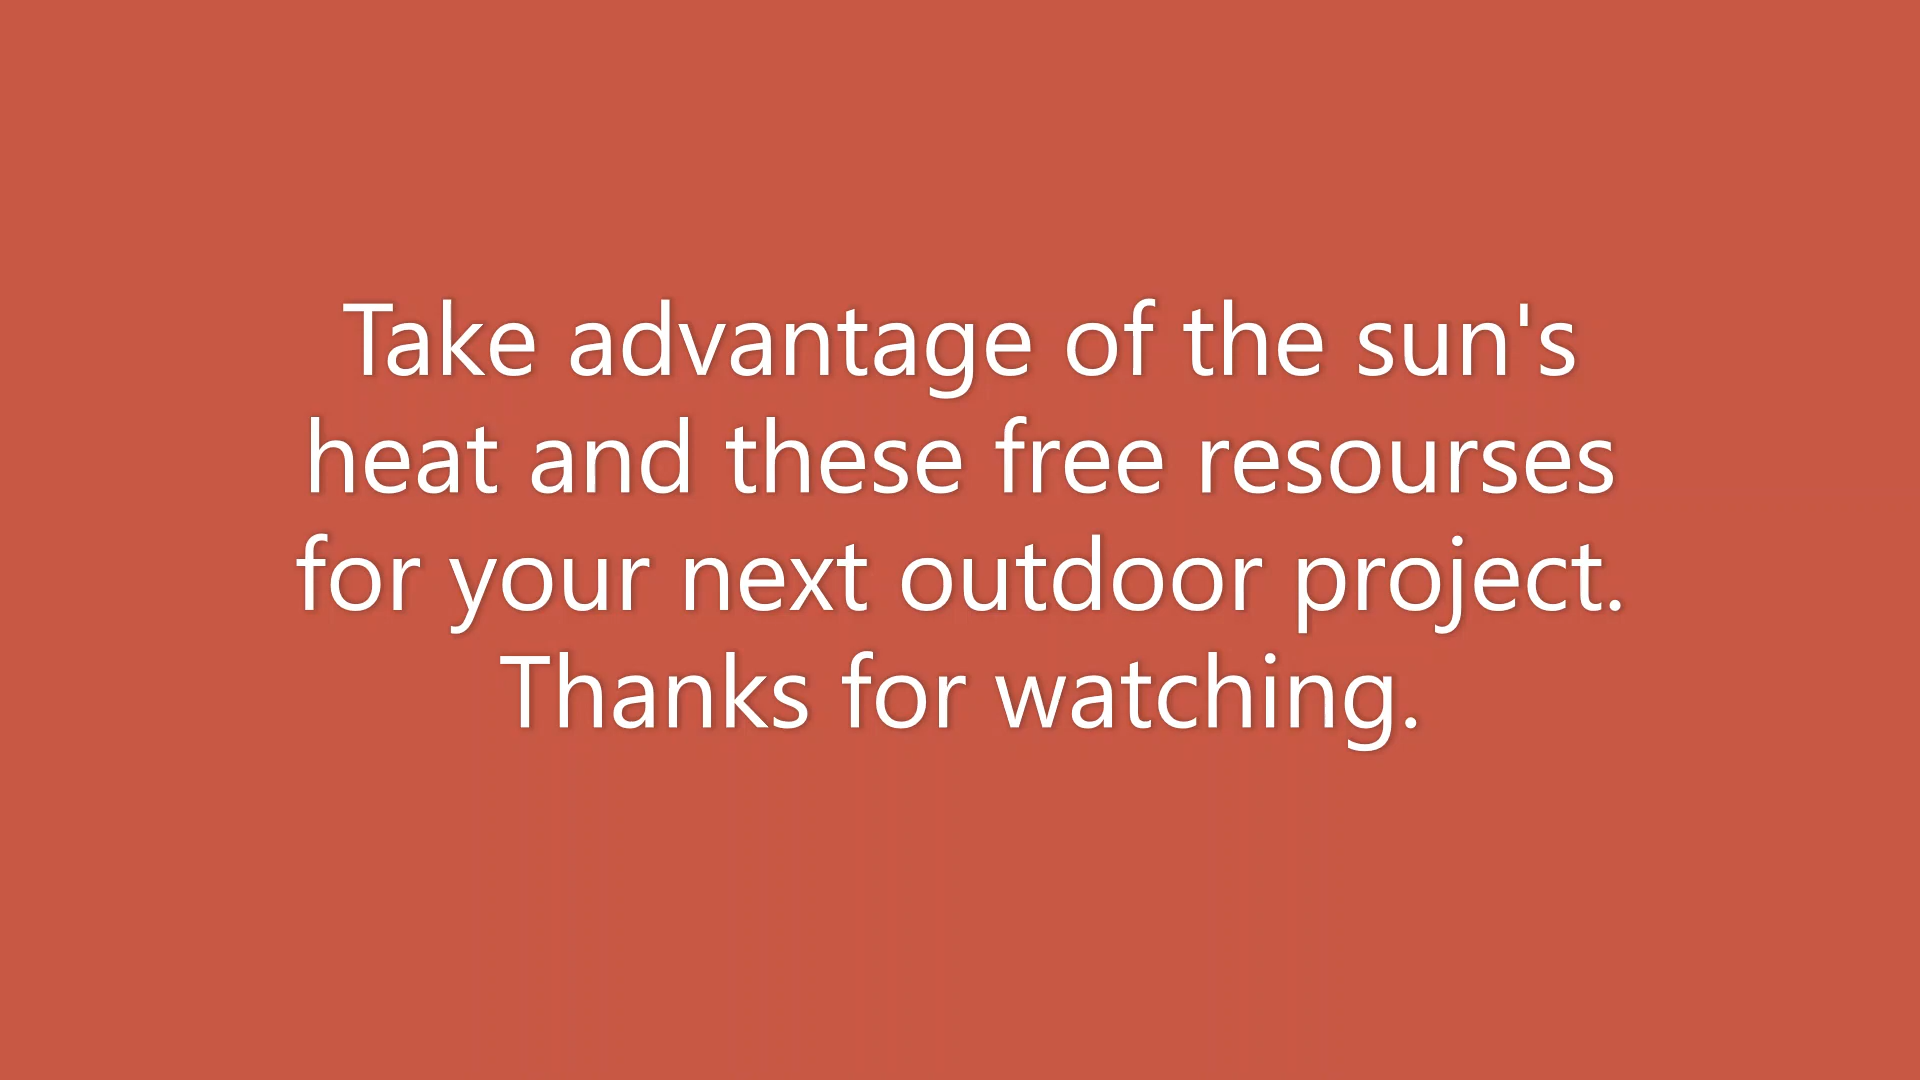 Take advantage of the sun's
heat and these free resourses
for your next outdoor project.
Thanks for watching.